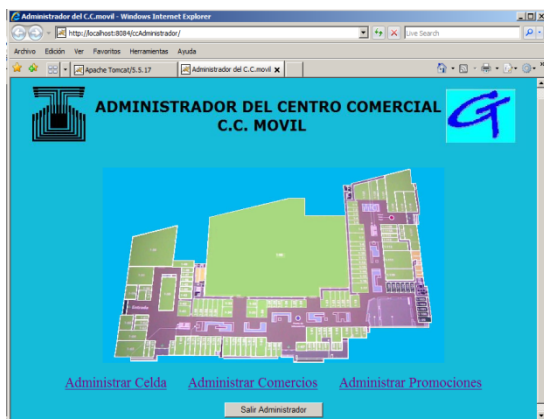 Administrador del C.C.movil - Windows Internet Explorer
http://localhost:8084/ccAdministrador/
Live Search
Archivo Edición Ver Favoritos Herramientas Ayuda
Apache Tomcat/5.5.17 Administrador del C.C.movil
ADMINISTRADOR DEL CENTRO COMERCIAL
C.C. MOVIL
Administrar Celda Administrar Comercios Administrar Promociones
Salir Administrador